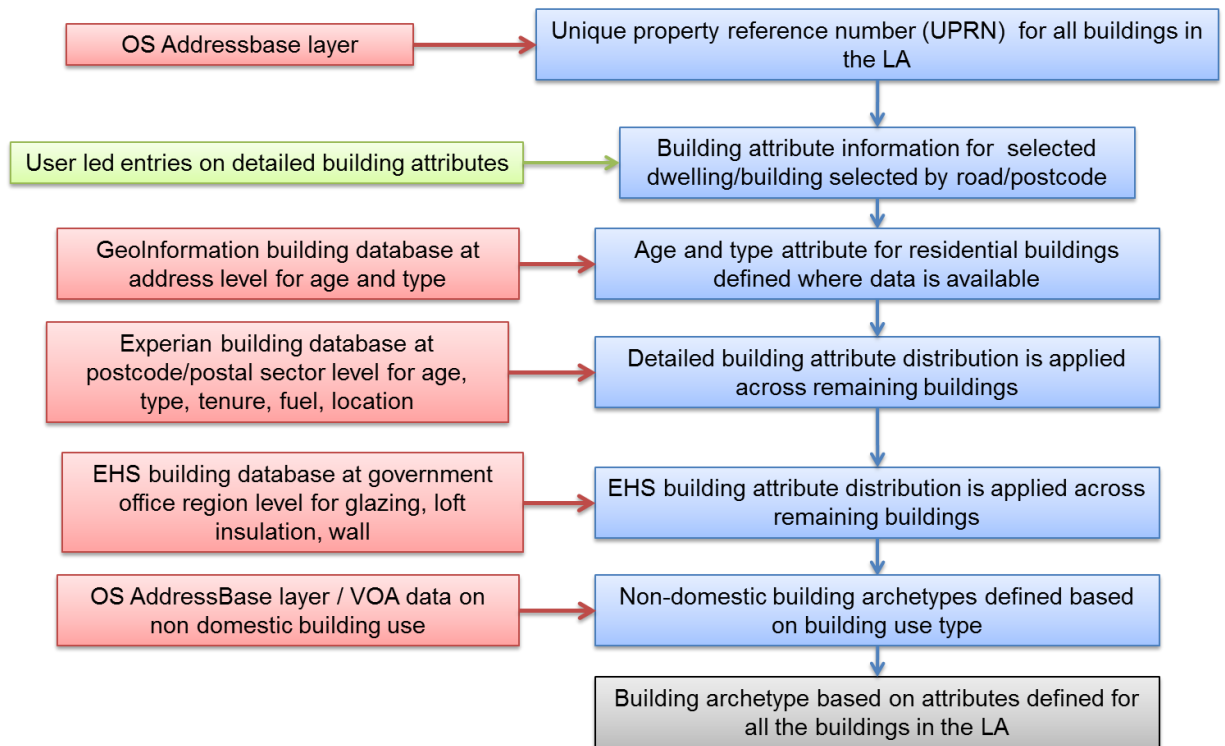 OS Addressbase layer
Unique property reference number (UPRN)  for all buildings in
the LA
User led entries on detailed building attributes
Building attribute information for  selected
dwelling/building selected by road/postcode
GeoInformation building database at
address level for age and type
Age and type attribute for residential buildings
defined where data is available
Experian building database at
postcode/postal sector level for age,
type, tenure, fuel, location
Detailed building attribute distribution is applied
across remaining buildings
EHS building database at government
office region level for glazing, loft
insulation, wall
EHS building attribute distribution is applied across
remaining buildings
OS AddressBase layer / VOA data on
non domestic building use
Non-domestic building archetypes defined based
on building use type
Building archetype based on attributes defined for
all the buildings in the LA